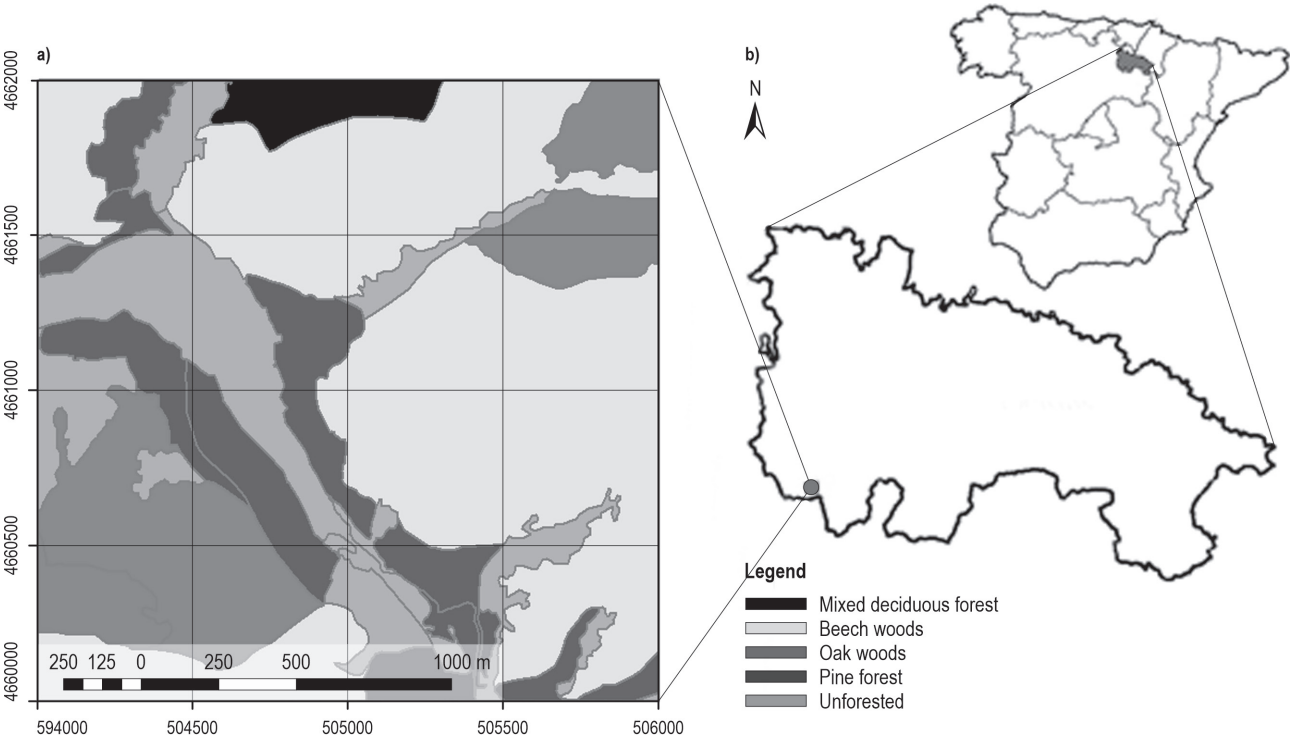 a)
b)
N
4662000
4661500
4661000
4660500
4660000
250 125 0 250 500 1000 m
594000 504500 505000 505500 506000
Legend
Mixed deciduous forest
Beech woods
Oak woods
Pine forest
Unforested